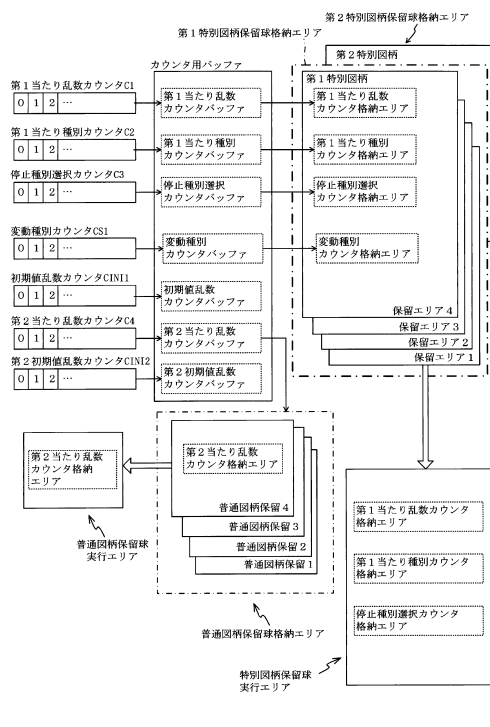 第２特別図柄保留球格納エリア
第１特別図柄保留球格納エリア
カウンタ用バッファ
第２特別図柄
第１特別図柄
第１当たり乱数カウンタC1
0 1 2 …
第１当たり乱数
カウンタバッファ
第１当たり乱数
カウンタ格納エリア
第１当たり種別カウンタC2
0 1 2 …
第１当たり種別
カウンタバッファ
第１当たり種別
カウンタ格納エリア
停止種別選択カウンタC3
0 1 2 …
停止種別選択
カウンタバッファ
停止種別選択
カウンタ格納エリア
変動種別カウンタCS1
0 1 2 …
変動種別
カウンタバッファ
変動種別
カウンタ格納エリア
初期値乱数カウンタCINI1
0 1 2 …
初期値乱数
カウンタバッファ
第２当たり乱数カウンタC4
0 1 2 …
第２当たり乱数
カウンタバッファ
第２初期値乱数カウンタCINI2
0 1 2 …
第２初期値乱数
カウンタバッファ
保留エリア４
保留エリア３
保留エリア２
保留エリア１
第２当たり乱数
カウンタ格納
エリア
普通図柄保留球
実行エリア
第２当たり乱数
カウンタ格納エリア
普通図柄保留４
普通図柄保留３
普通図柄保留２
普通図柄保留１
普通図柄保留球格納エリア
第１当たり乱数カウンタ
格納エリア
第１当たり種別カウンタ
格納エリア
停止種別選択カウンタ
格納エリア
特別図柄保留球
実行エリア